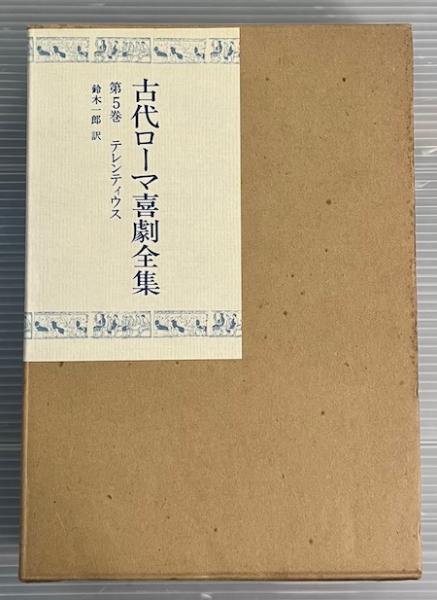 古代ローマ喜劇全集
第5巻 テレンティウス
鈴木一郎 訳